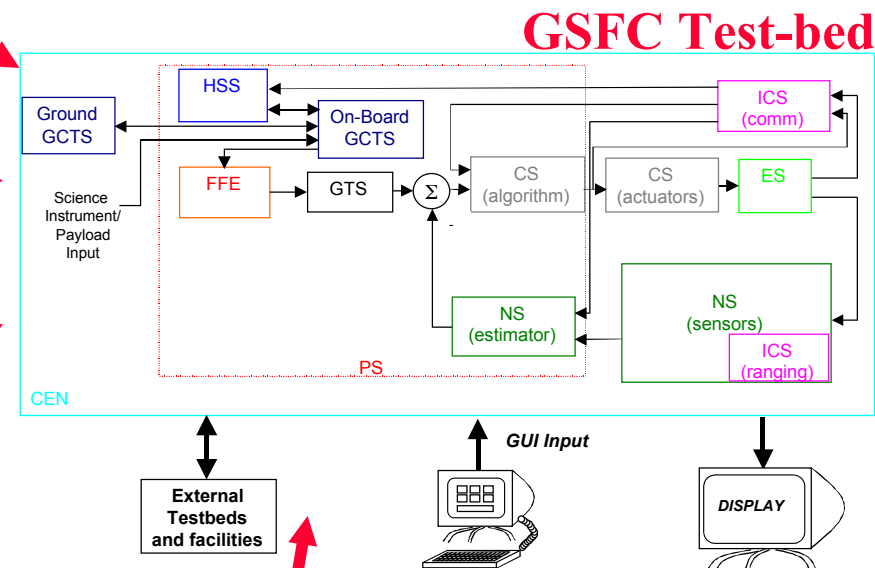 GSFC Test-bed
HSS
ICS
(comm)
Ground
GCTS
On-Board
GCTS
FFE
GTS
Σ
-
CS
(algorithm)
CS
(actuators)
ES
Science
Instrument/
Payload
Input
NS
(estimator)
NS
(sensors)
ICS
(ranging)
PS
CEN
GUI Input
External
Testbeds
and facilities
DISPLAY